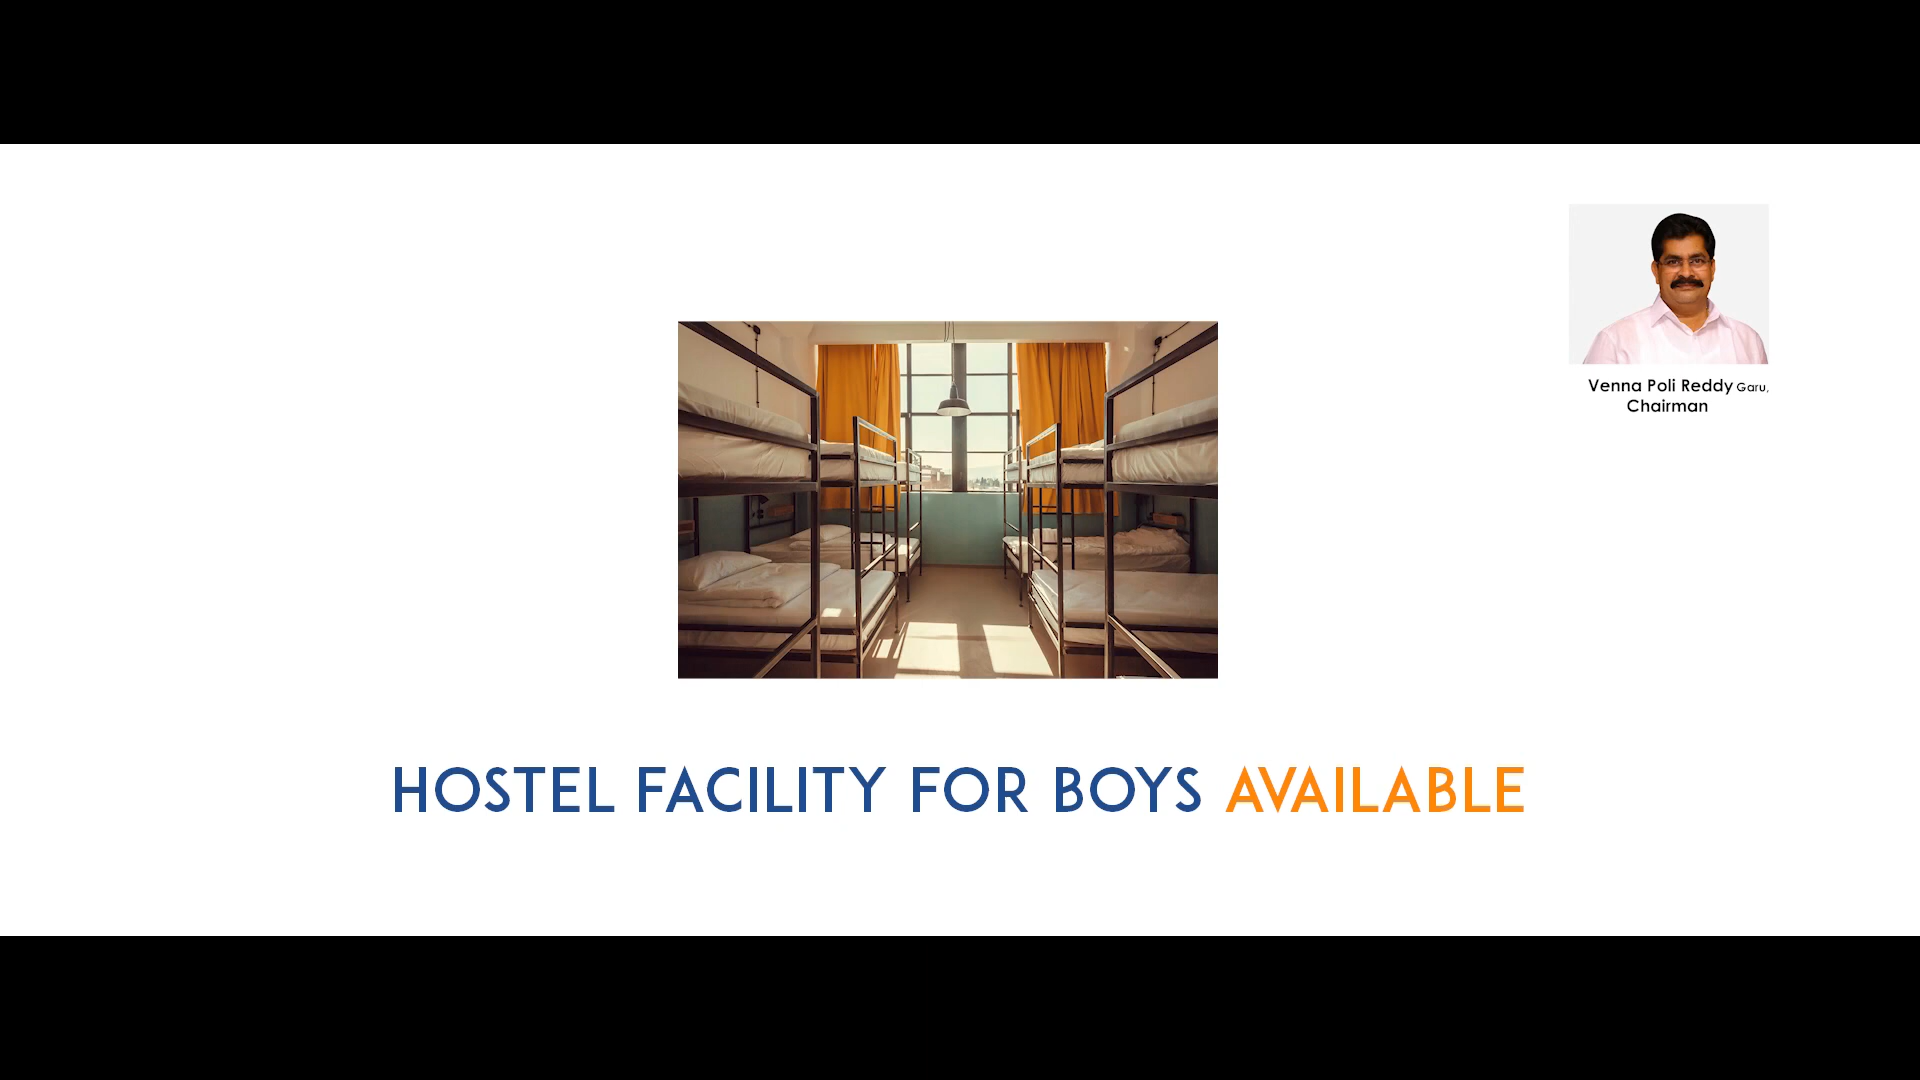 Venna Poli Reddy Garu,
Chairman
HOSTEL FACILITY FOR BOYS AVAILABLE